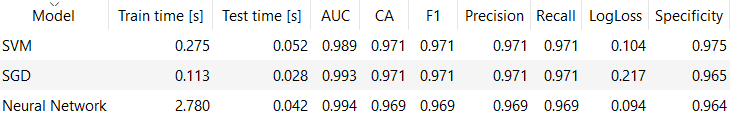 Model Train time [s] Test time [s] AUC CA F1 Precision Recall LogLoss Specificity
SVM 0.275 0.052 0.989 0.971 0.971 0.971 0.971 0.104 0.975
SGD 0.113 0.028 0.993 0.971 0.971 0.971 0.971 0.217 0.965
Neural Network 2.780 0.042 0.994 0.969 0.969 0.969 0.969 0.094 0.964